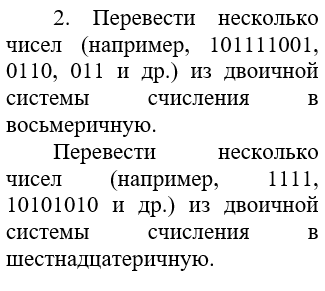 2. Перевести несколько
чисел (например, 101111001,
0110, 011 и др.) из двоичной
системы счисления в
восьмеричную.
Перевести несколько
чисел (например, 1111,
10101010 и др.) из двоичной
системы счисления в
шестнадцатеричную.